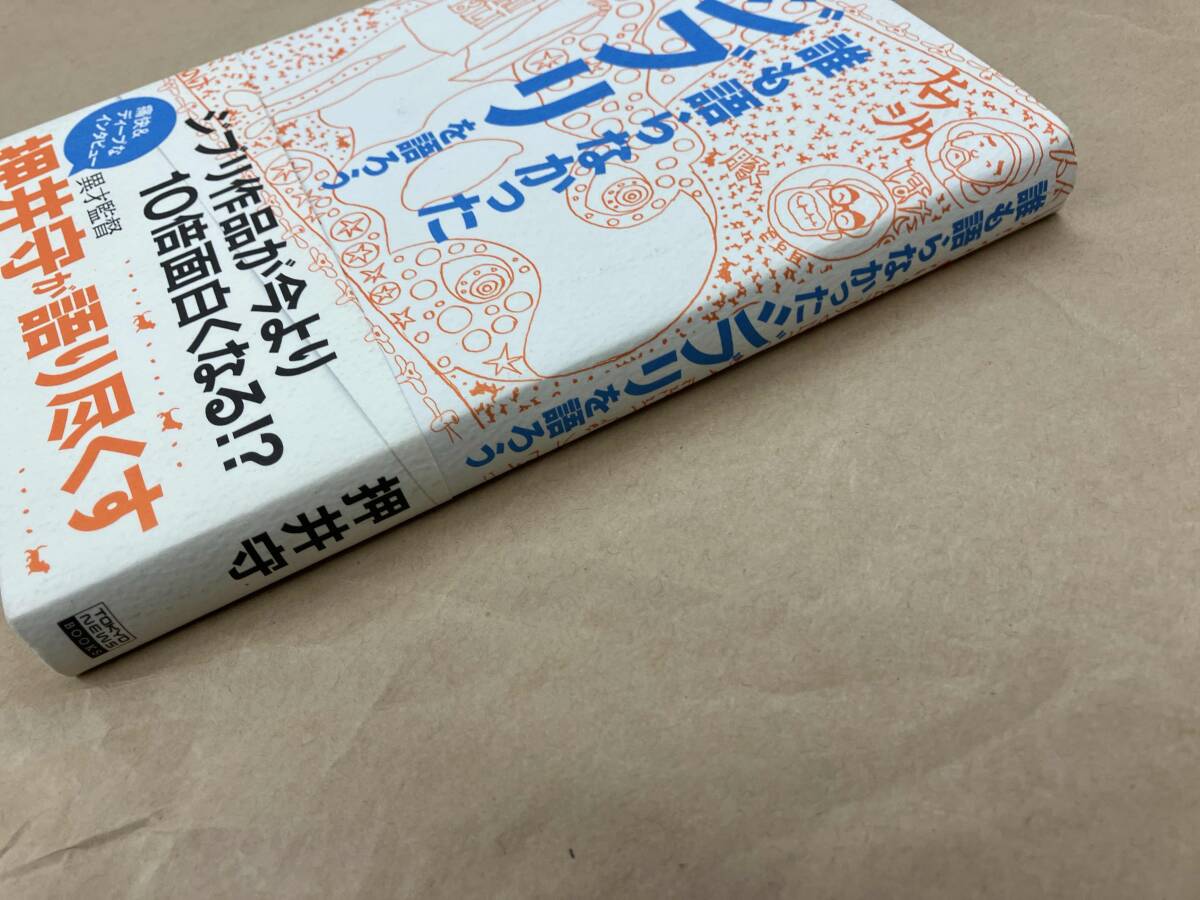 誰も語らなかった
ジブリ
を語ろう
ジブリ作品が今より
10倍面白くなる!?
痛快&
ディープな
インタビュー
異才監督
押井守が語り尽くす
誰も語らなかったジブリを語ろう
押井守
TOKYO
NEWS
BOOKS